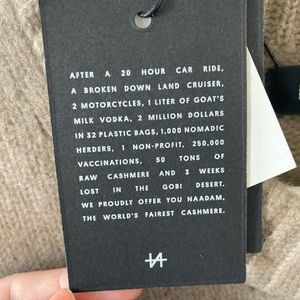 AFTER A 20 HOUR CAR RIDE,
A BROKEN DOWN LAND CRUISER,
2 MOTORCYCLES, 1 LITER OF GOAT'S
MILK VODKA, 2 MILLION DOLLARS
IN 32 PLASTIC BAGS, 1,000 NOMADIC
HERDERS, 1 NON-PROFIT, 250,000
VACCINATIONS, 50 TONS OF
RAW CASHMERE AND 3 WEEKS
LOST IN THE GOBI DESERT.
WE PROUDLY OFFER YOU NAADAM,
THE WORLD'S FAIREST CASHMERE.